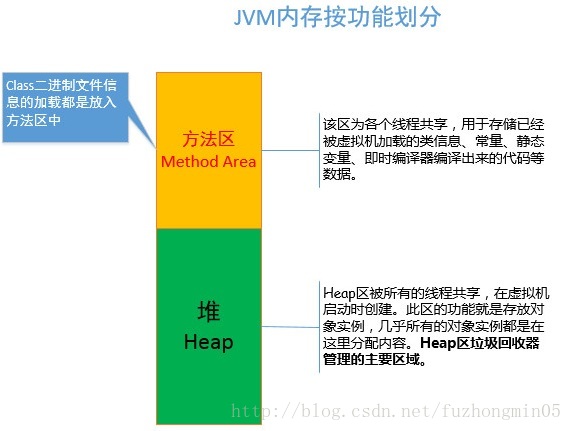 JVM内存按功能划分
Class二进制文件信
息的加载都是放入
方法区中
方法区
Method Area
该区为各个线程共享，用于存储已经
被虚拟机加载的类信息、常量、静态
变量、即时编译器编译出来的代码等
数据。
堆
Heap
Heap区被所有的线程共享，在虚拟机
启动时创建。此区的功能就是存放对
象实例，几乎所有的对象实例都是在
这里分配内容。Heap区垃圾回收器
管理的主要区域。
http://blog.csdn.net/fuzhongmin05